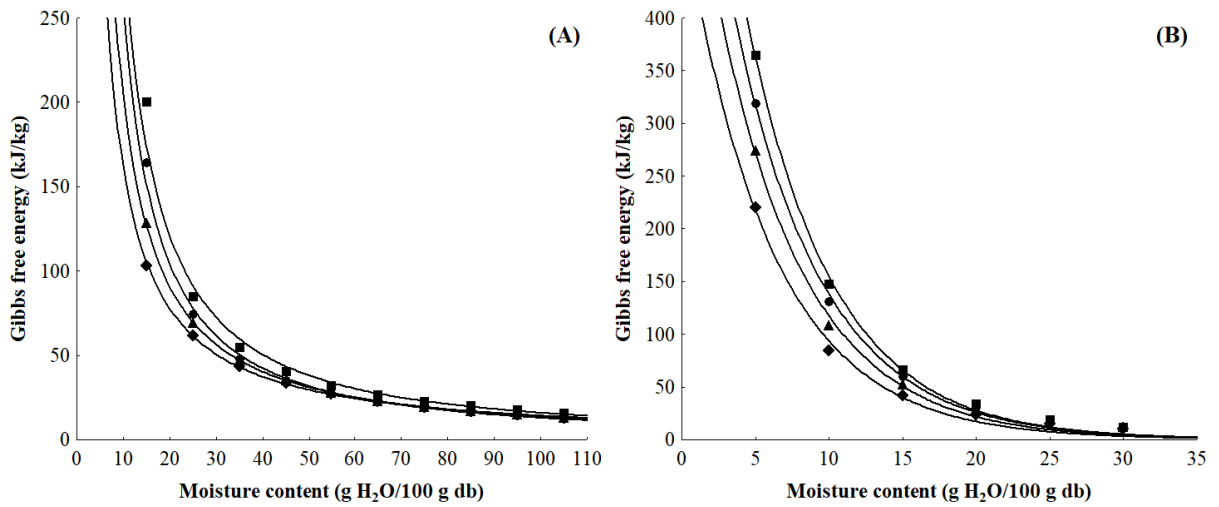 (A)
Gibbs free energy (kJ/kg)
250
200
150
100
50
0
0 10 20 30 40 50 60 70 80 90 100 110
Moisture content (g H₂O/100 g db)
(B)
Gibbs free energy (kJ/kg)
400
350
300
250
200
150
100
50
0
0 5 10 15 20 25 30 35
Moisture content (g H₂O/100 g db)